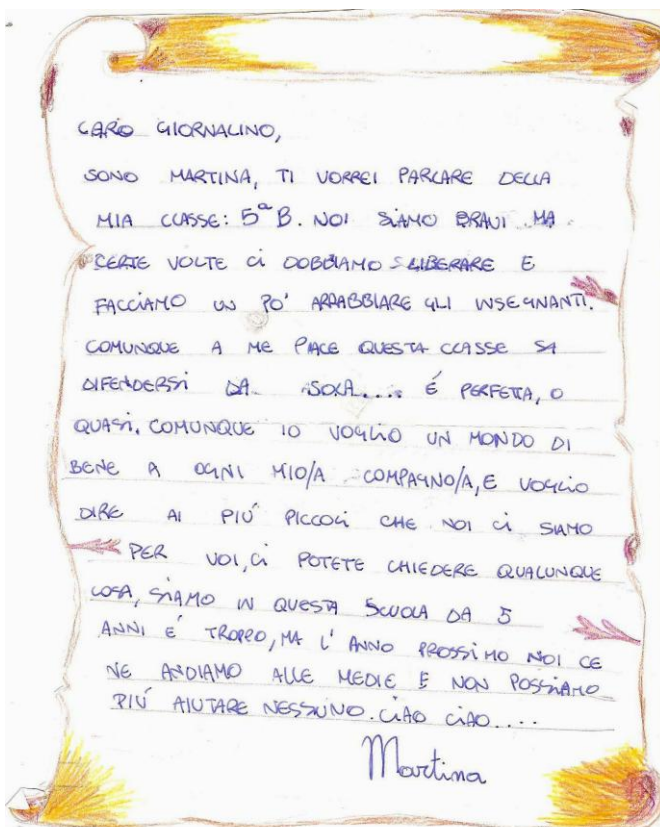 CARO GIORNALINO,
SONO MARTINA, TI VORREI PARLARE DELLA
MIA CLASSE: 5ª B. NOI SIAMO BRAVI MA
CERTE VOLTE CI DOBBIAMO LIBERARE E
FACCIAMO UN PO' ARRABBIARE GLI INSEGNANTI.
COMUNQUE A ME PIACE QUESTA CLASSE SA
DIFENDERSI DA SOLA.... É PERFETTA, O
QUASI. COMUNQUE IO VOGLIO UN MONDO DI
BENE A OGNI MIO/A COMPAGNO/A, E VOGLIO
DIRE AI PIÚ PICCOLI CHE NOI CI SIAMO
PER VOI, CI POTETE CHIEDERE QUALUNQUE
COSA, SIAMO IN QUESTA SCUOLA DA 5
ANNI É TROPPO, MA L'ANNO PROSSIMO NOI CE
NE ANDIAMO ALLE MEDIE E NON POSSIAMO
PIÚ AIUTARE NESSUNO. CIAO CIAO....
Martina